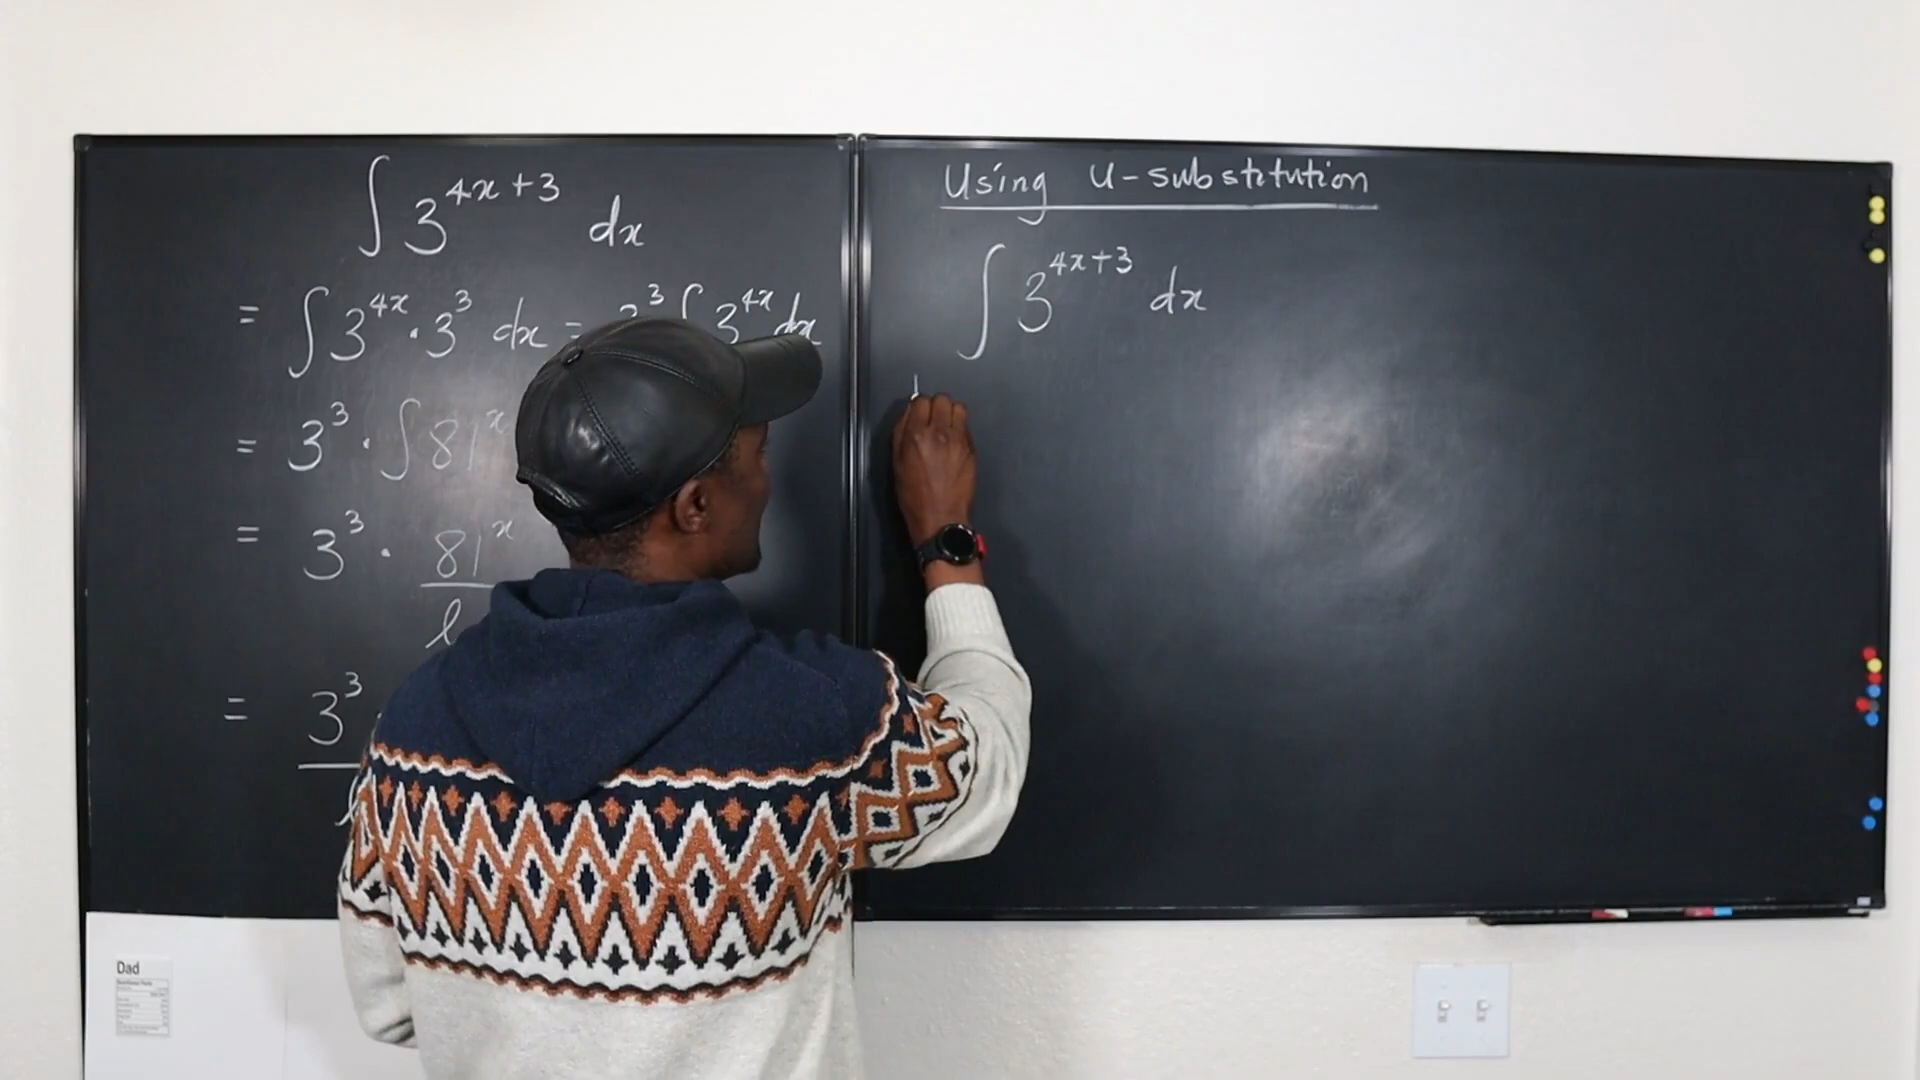 ∫ 3^{4x+3} dx
= ∫ 3^{4x} · 3^3 dx = 3^3 ∫ 3^{4x} dx
= 3^3 · ∫ 81^x
= 3^3 · 81^x
= 3^3
Using u-substitution
∫ 3^{4x+3} dx
Dad